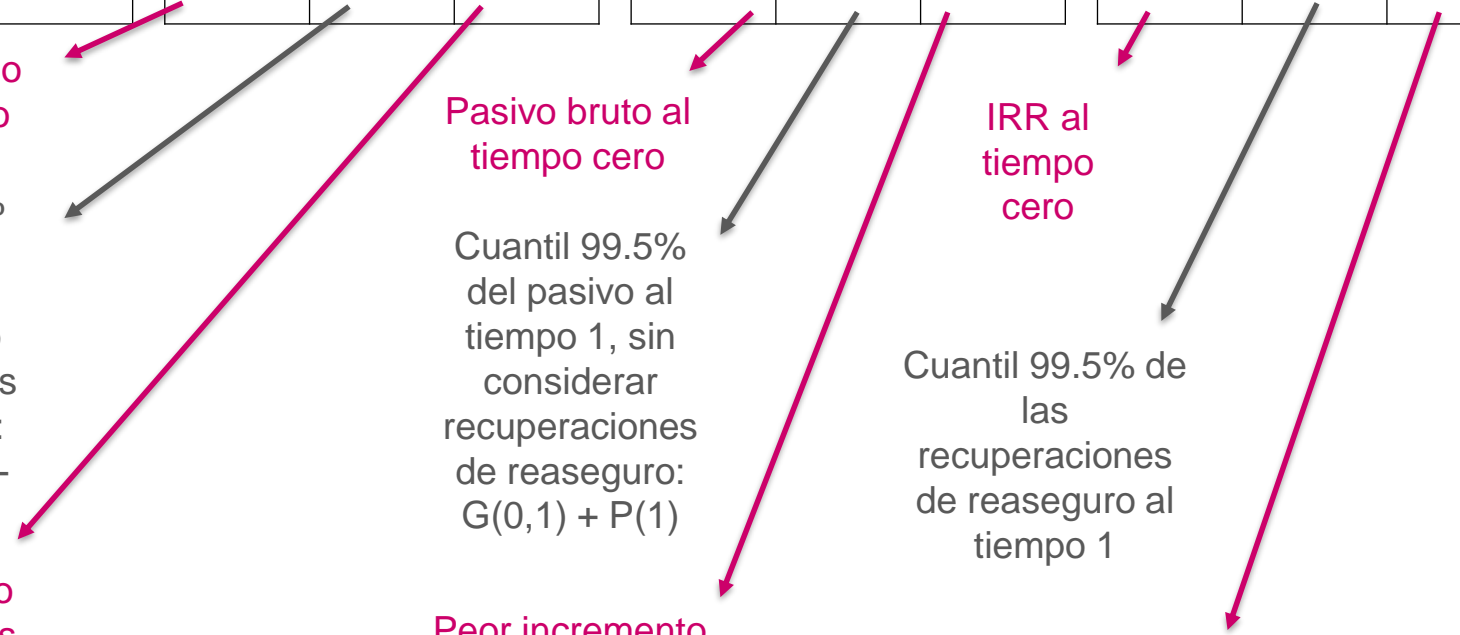 Pasivo bruto al
tiempo cero
Cuantil 99.5%
del pasivo al
tiempo 1, sin
considerar
recuperaciones
de reaseguro:
G(0,1) + P(1)
Peor incremento
IRR al
tiempo
cero
Cuantil 99.5% de
las
recuperaciones
de reaseguro al
tiempo 1